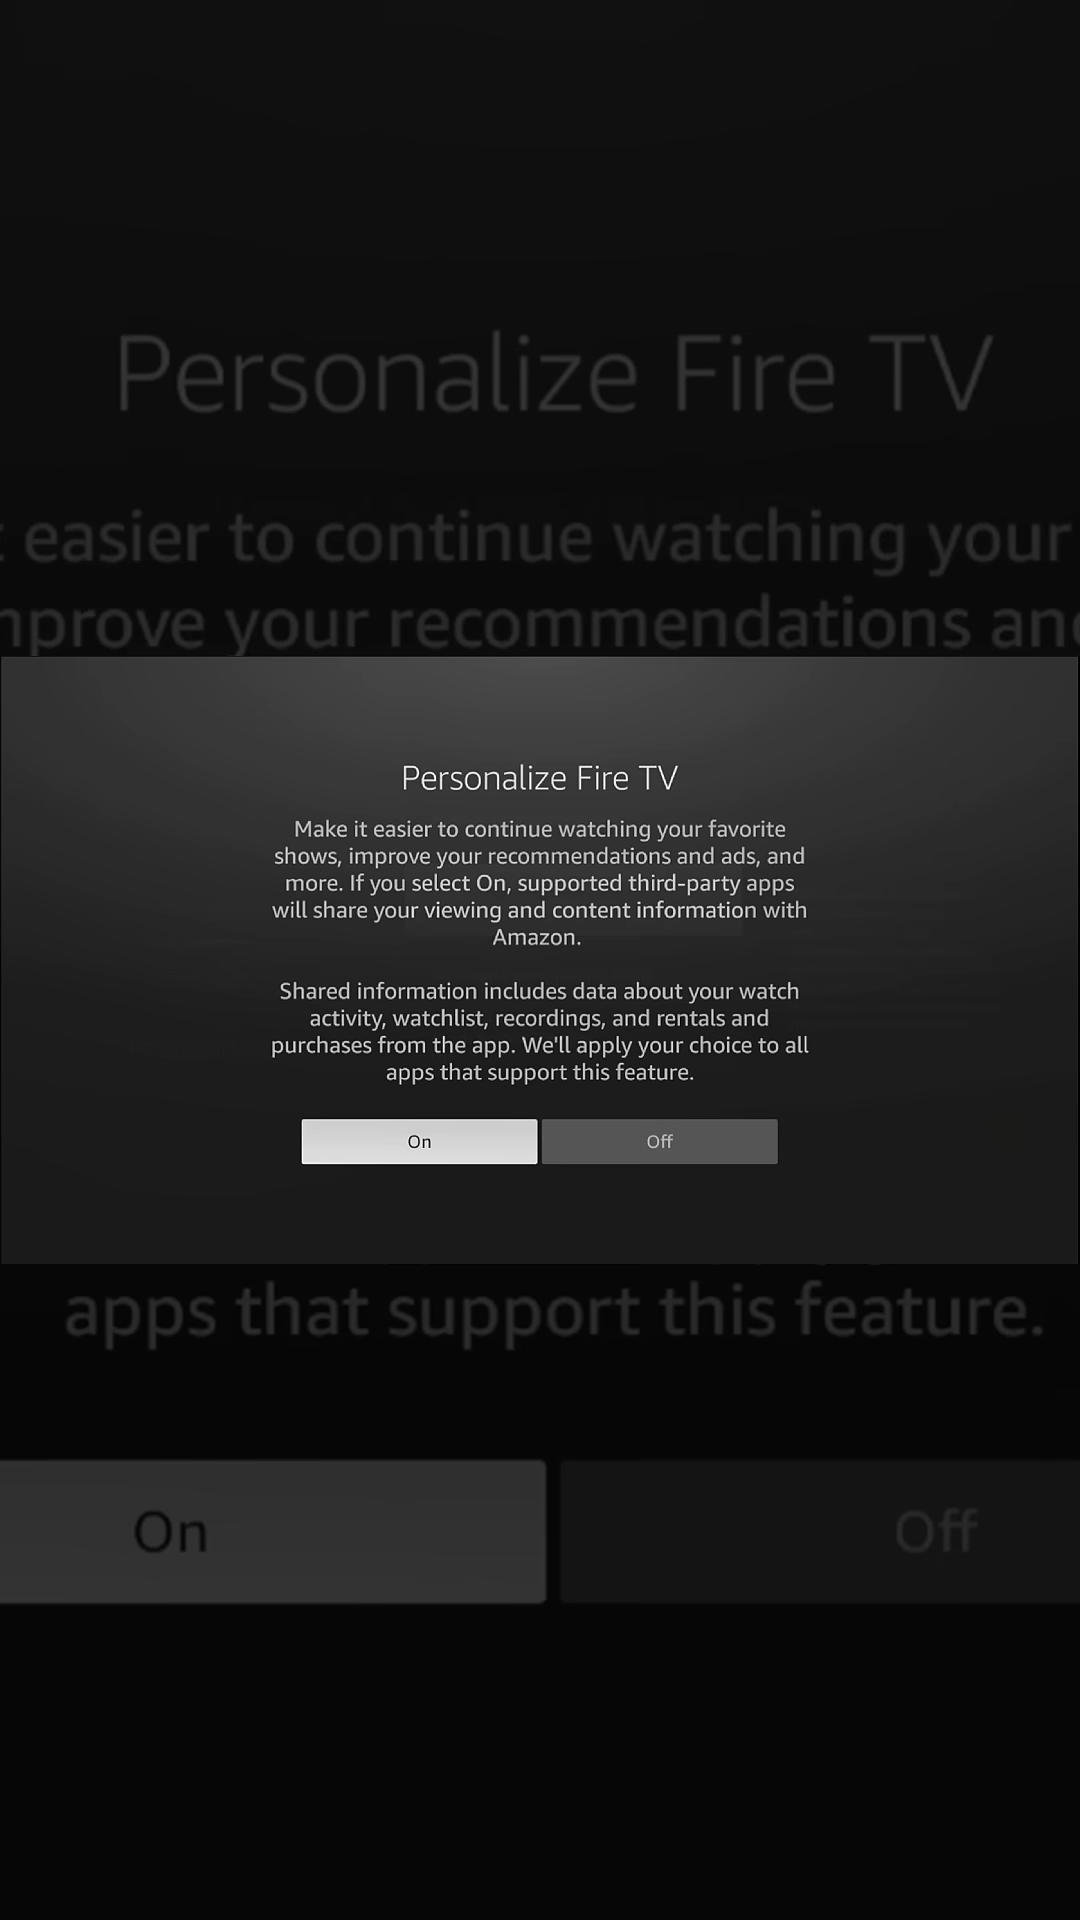 Personalize Fire TV
easier to continue watching your
prove your recommendations an
Personalize Fire TV
Make it easier to continue watching your favorite
shows, improve your recommendations and ads, and
more. If you select On, supported third-party apps
will share your viewing and content information with
Amazon.
Shared information includes data about your watch
activity, watchlist, recordings, and rentals and
purchases from the app. We'll apply your choice to all
apps that support this feature.
On Off
apps that support this feature.
On Off